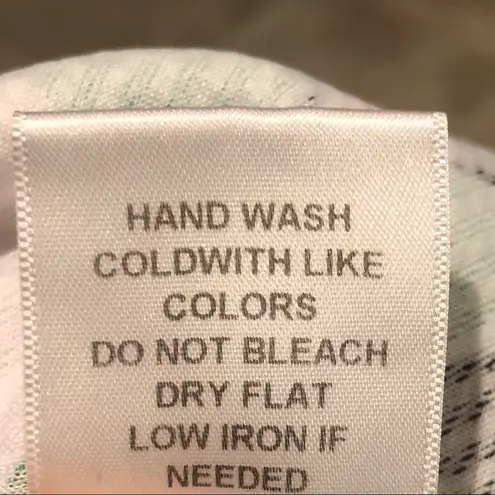 HAND WASH
COLDWITH LIKE
COLORS
DO NOT BLEACH
DRY FLAT
LOW IRON IF
NEEDED